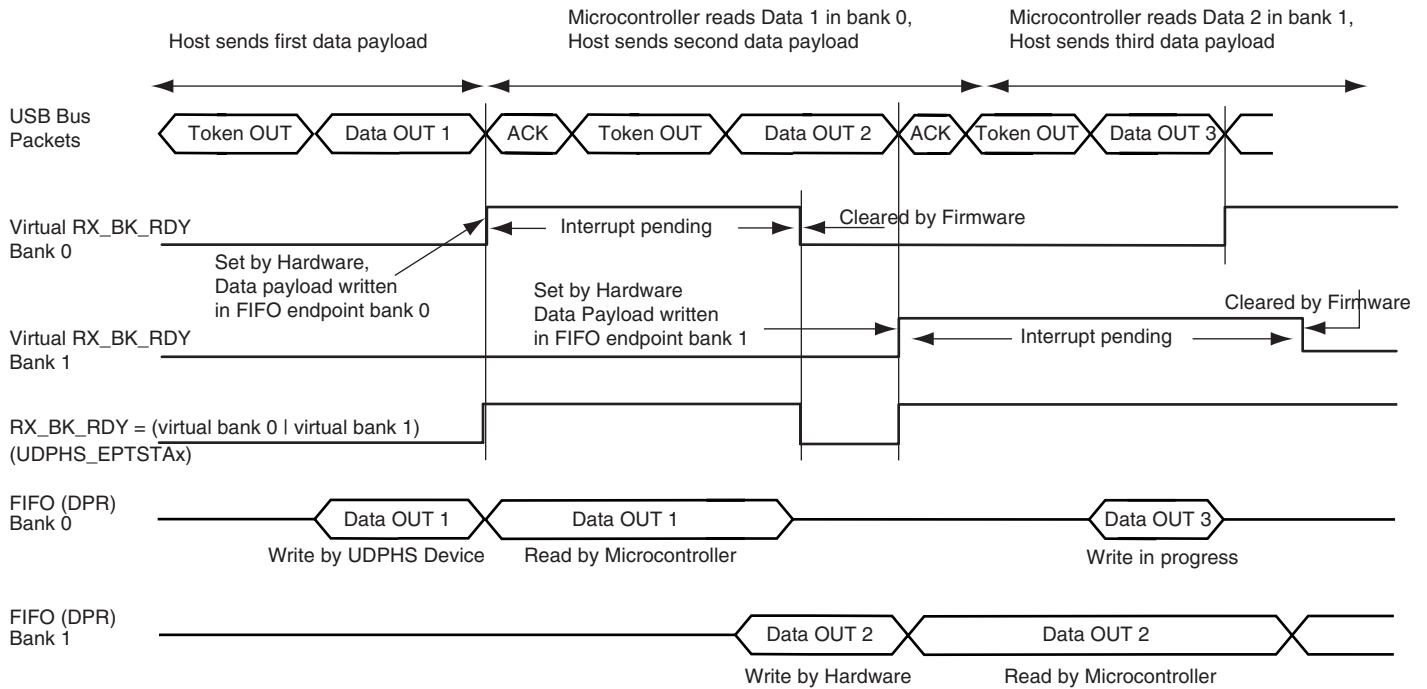 Host sends first data payload
Microcontroller reads Data 1 in bank 0,
Host sends second data payload
Microcontroller reads Data 2 in bank 1,
Host sends third data payload
USB Bus
Packets
Token OUT
Data OUT 1
ACK
Token OUT
Data OUT 2
ACK
Token OUT
Data OUT 3
Virtual RX_BK_RDY
Bank 0
Interrupt pending
Cleared by Firmware
Set by Hardware,
Data payload written
in FIFO endpoint bank 0
Set by Hardware
Data Payload written
in FIFO endpoint bank 1
Cleared by Firmware
Virtual RX_BK_RDY
Bank 1
Interrupt pending
RX_BK_RDY = (virtual bank 0 | virtual bank 1)
(UDPHS_EPTSTAx)
FIFO (DPR)
Bank 0
Data OUT 1
Data OUT 1
Data OUT 3
Write by UDPHS Device
Read by Microcontroller
Write in progress
FIFO (DPR)
Bank 1
Data OUT 2
Data OUT 2
Write by Hardware
Read by Microcontroller